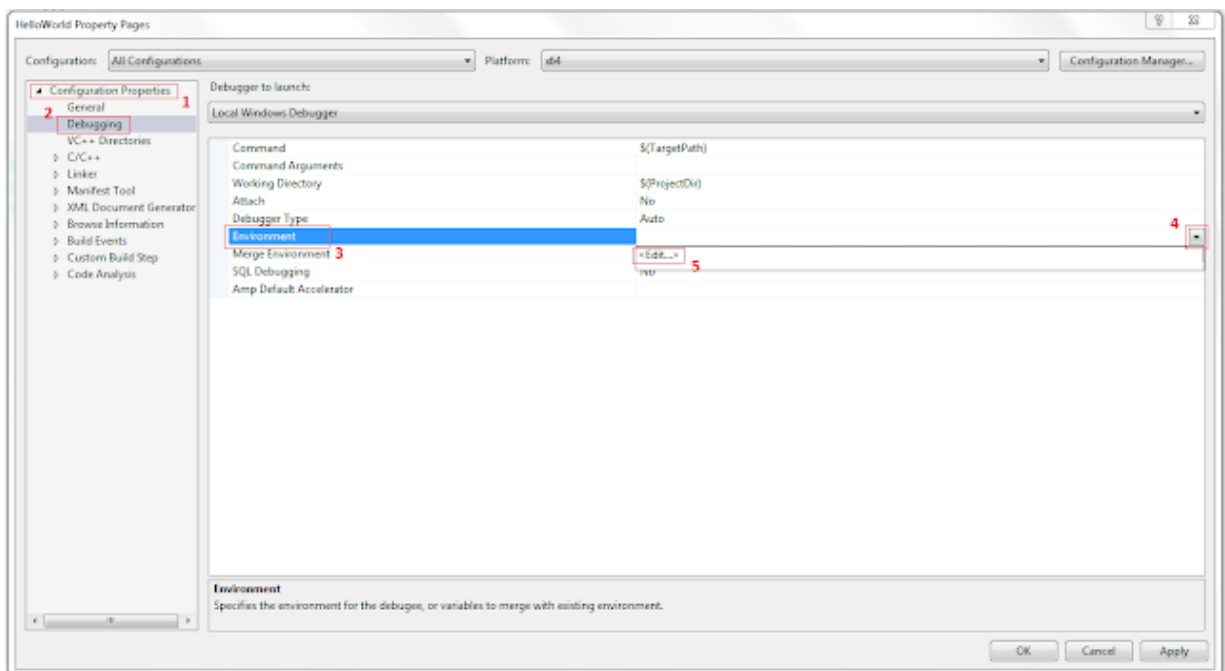 HelloWorld Property Pages
Configuration: All Configurations Platform: x64 Configuration Manager...
Configuration Properties 1
General
2 Debugging
VC++ Directories
C/C++
Linker
Manifest Tool
XML Document Generator
Browse Information
Build Events
Custom Build Step
Code Analysis
Debugger to launch:
Local Windows Debugger
Command $(TargetPath)
Command Arguments
Working Directory $(ProjectDir)
Attach No
Debugger Type Auto
Environment 4
Merge Environment 3 <Edit...> 5
SQL Debugging No
Amp Default Accelerator
Environment
Specifies the environment for the debugee, or variables to merge with existing environment.
OK Cancel Apply